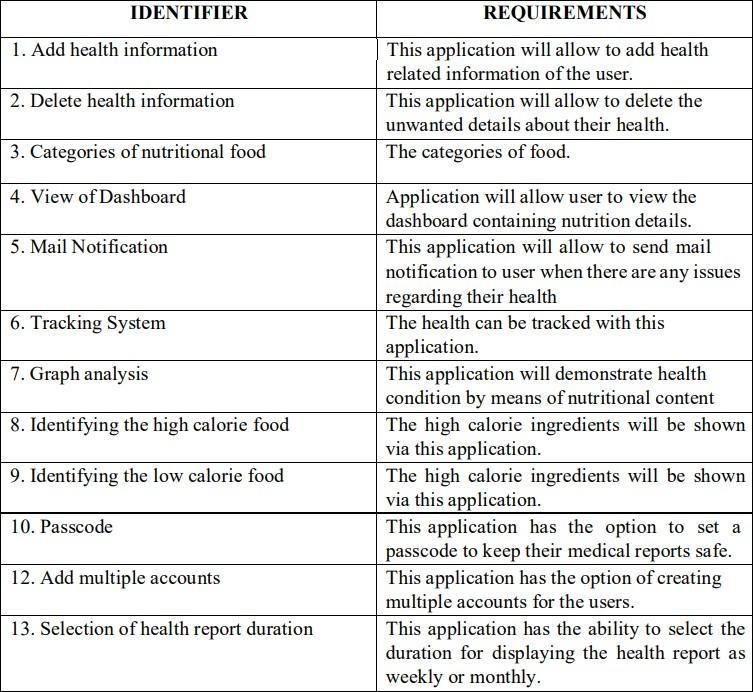 IDENTIFIER
REQUIREMENTS
1. Add health information
This application will allow to add health
related information of the user.
2. Delete health information
This application will allow to delete the
unwanted details about their health.
3. Categories of nutritional food
The categories of food.
4. View of Dashboard
Application will allow user to view the
dashboard containing nutrition details.
5. Mail Notification
This application will allow to send mail
notification to user when there are any issues
regarding their health
6. Tracking System
The health can be tracked with this
application.
7. Graph analysis
This application will demonstrate health
condition by means of nutritional content
8. Identifying the high calorie food
The high calorie ingredients will be shown
via this application.
9. Identifying the low calorie food
The high calorie ingredients will be shown
via this application.
10. Passcode
This application has the option to set a
passcode to keep their medical reports safe.
12. Add multiple accounts
This application has the option of creating
multiple accounts for the users.
13. Selection of health report duration
This application has the ability to select the
duration for displaying the health report as
weekly or monthly.